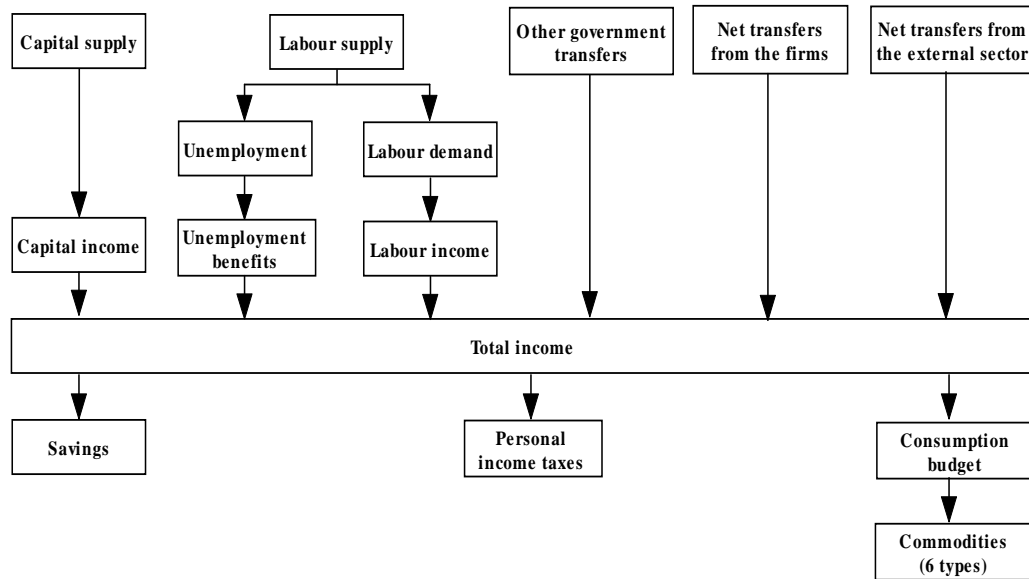 Capital supply
Labour supply
Other government
transfers
Net transfers
from the firms
Net transfers from
the external sector
Unemployment
Labour demand
Capital income
Unemployment
benefits
Labour income
Total income
Savings
Personal
income taxes
Consumption
budget
Commodities
(6 types)